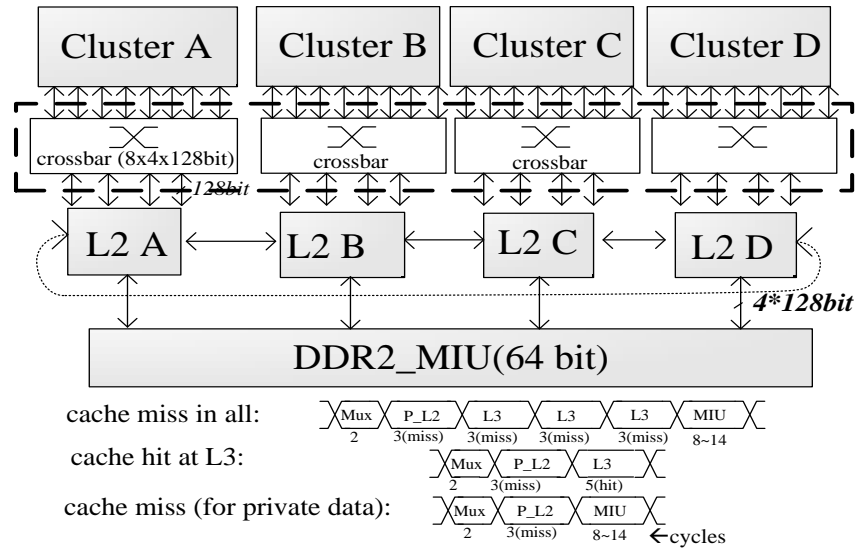 Cluster A Cluster B Cluster C Cluster D
crossbar (8x4x128bit) crossbar crossbar
128bit
L2 A L2 B L2 C L2 D
4*128bit
DDR2_MIU(64 bit)
cache miss in all: Mux P_L2 L3 L3 L3 MIU
2 3(miss) 3(miss) 3(miss) 3(miss) 8~14
cache hit at L3: Mux P_L2 L3
2 3(miss) 5(hit)
cache miss (for private data): Mux P_L2 MIU
2 3(miss) 8~14 ←cycles